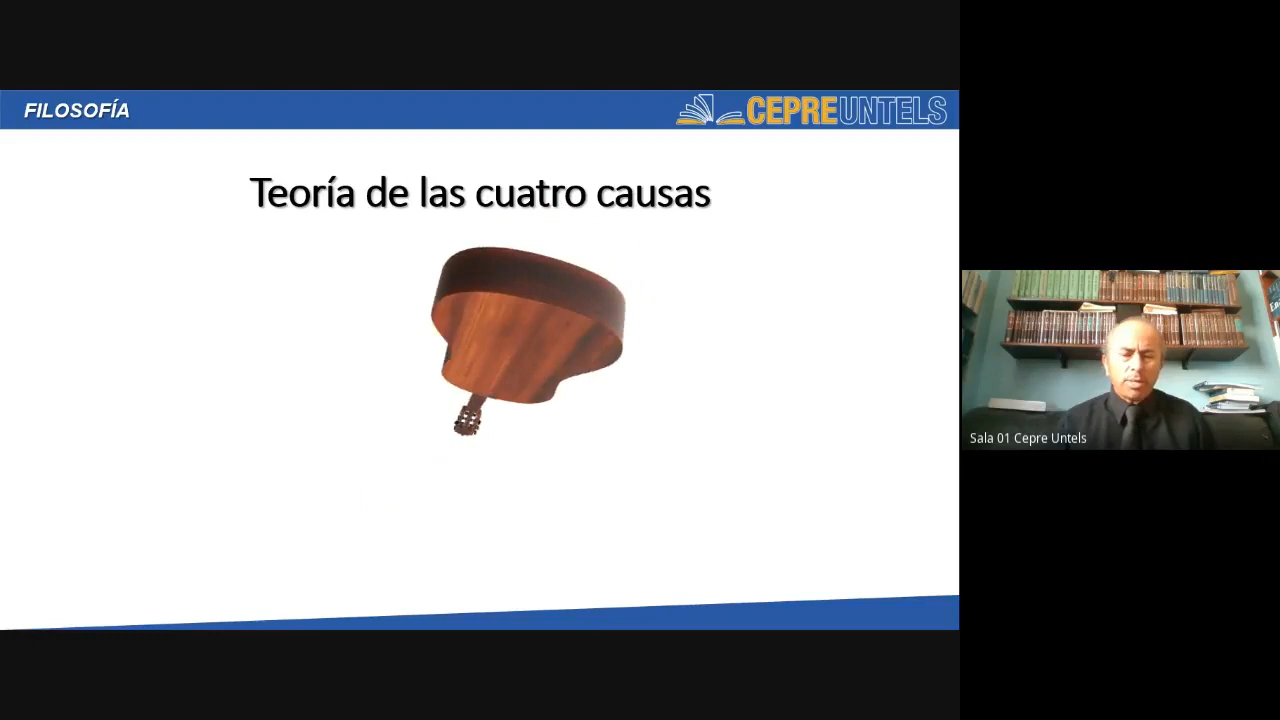 FILOSOFÍA
CEPREUNTELS
Teoría de las cuatro causas
Sala 01 Cepre Untels